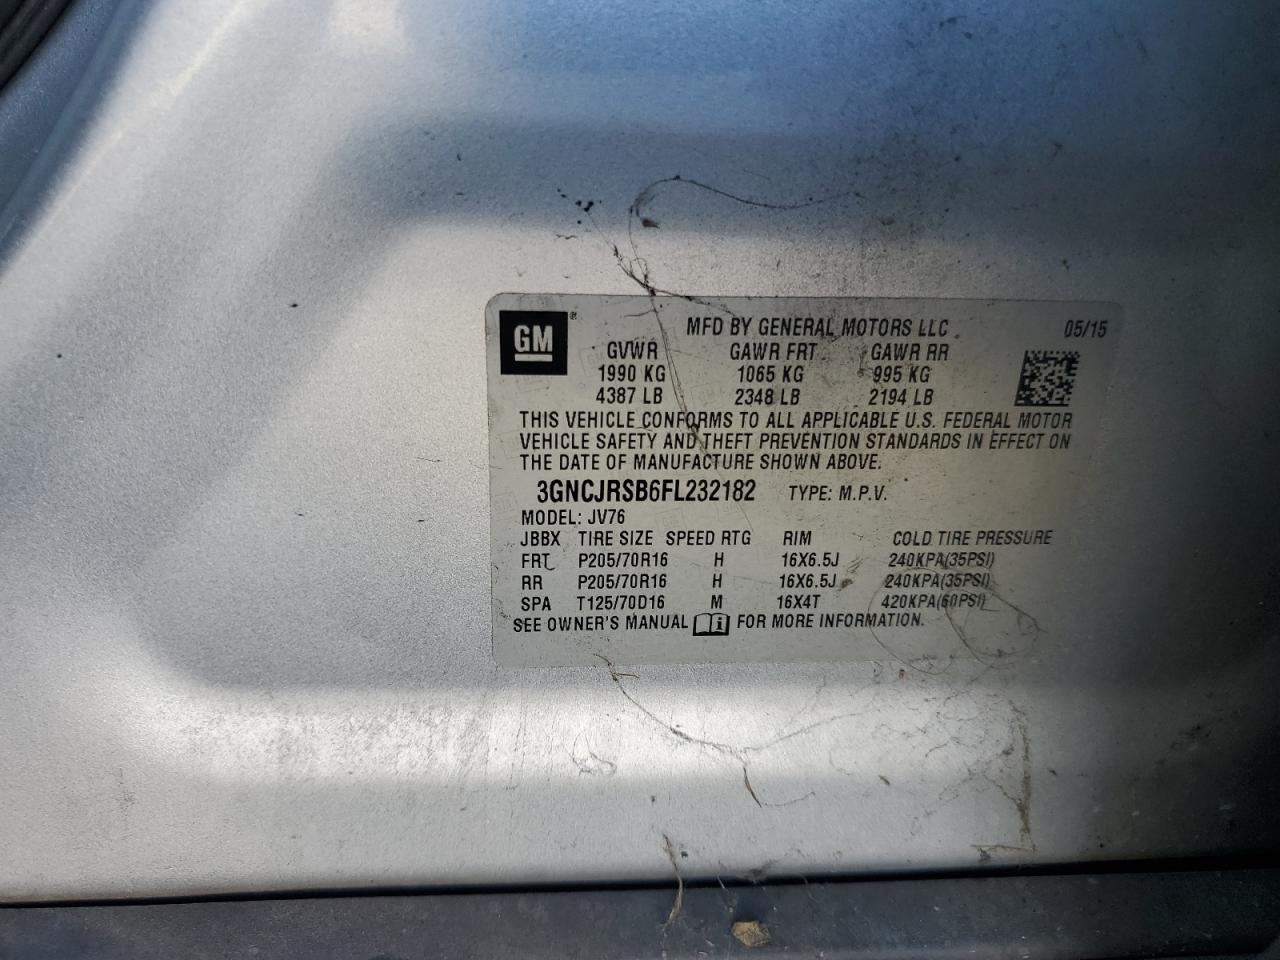 GM ®
MFD BY GENERAL MOTORS LLC 05/15
GVWR GAWR FRT GAWR RR
1990 KG 1065 KG 995 KG
4387 LB 2348 LB 2194 LB
THIS VEHICLE CONFORMS TO ALL APPLICABLE U.S. FEDERAL MOTOR
VEHICLE SAFETY AND THEFT PREVENTION STANDARDS IN EFFECT ON
THE DATE OF MANUFACTURE SHOWN ABOVE.
3GNCJRSB6FL232182 TYPE: M.P.V.
MODEL: JV76
JBBX TIRE SIZE SPEED RTG RIM COLD TIRE PRESSURE
FRT P205/70R16 H 16X6.5J 240KPA(35PSI)
RR P205/70R16 H 16X6.5J 240KPA(35PSI)
SPA T125/70D16 M 16X4T 420KPA(60PSI)
SEE OWNER'S MANUAL i FOR MORE INFORMATION.